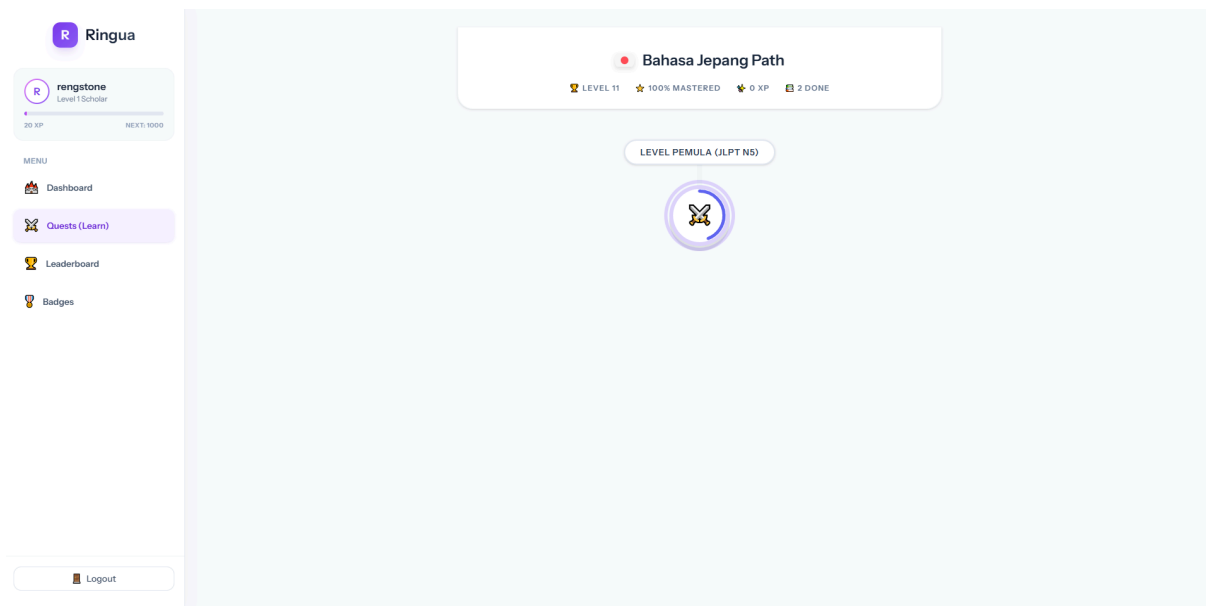 R Ringua
R
rengstone
Level 1 Scholar
20 XP NEXT: 1000
MENU
Dashboard
Quests (Learn)
Leaderboard
Badges
Logout
Bahasa Jepang Path
LEVEL 11 100% MASTERED 0 XP 2 DONE
LEVEL PEMULA (JLPT N5)